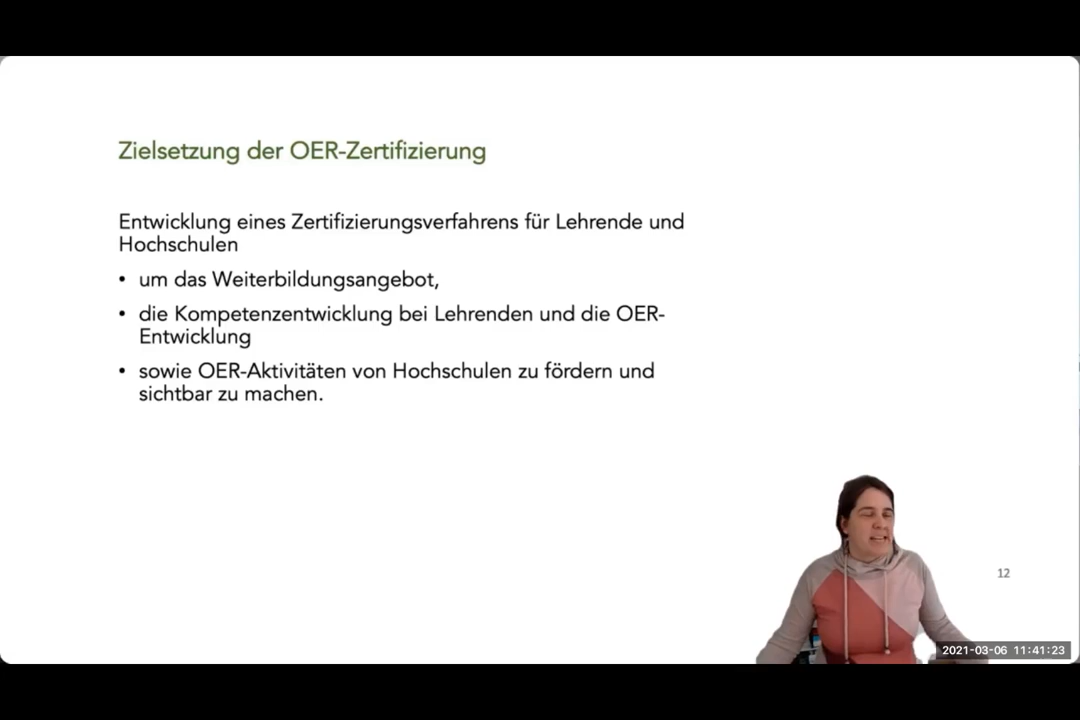 Zielsetzung der OER-Zertifizierung
Entwicklung eines Zertifizierungsverfahrens für Lehrende und
Hochschulen
• um das Weiterbildungsangebot,
• die Kompetenzentwicklung bei Lehrenden und die OER-
Entwicklung
• sowie OER-Aktivitäten von Hochschulen zu fördern und
sichtbar zu machen.
12
2021-03-06 11:41:23